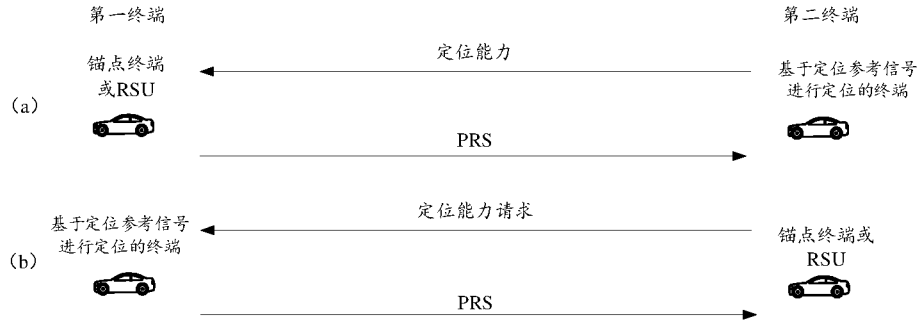 第一终端
第二终端
锚点终端
或RSU
定位能力
基于定位参考信号
进行定位的终端
(a)
PRS
基于定位参考信号
进行定位的终端
定位能力请求
锚点终端或
RSU
(b)
PRS